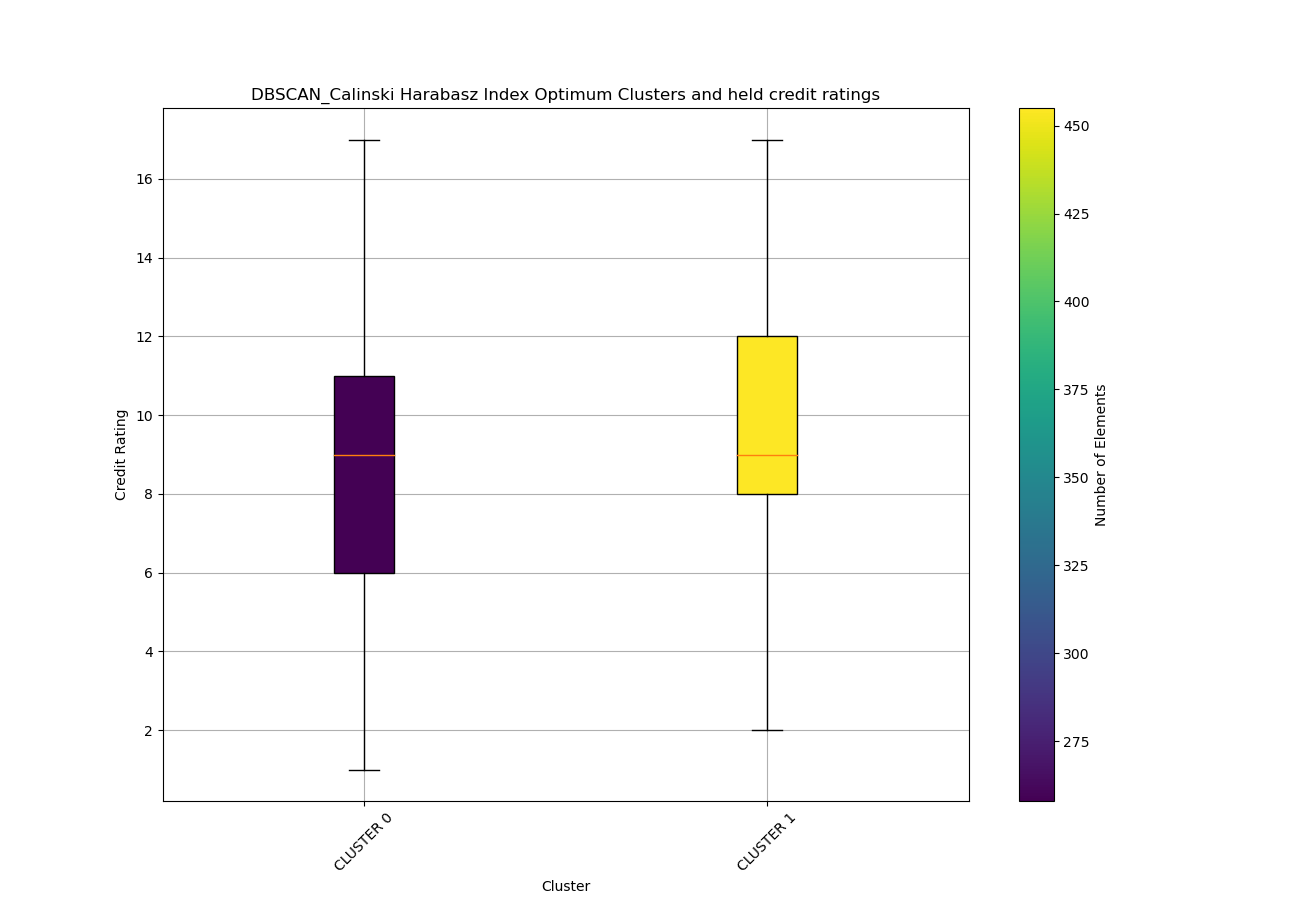 DBSCAN_Calinski Harabasz Index Optimum Clusters and held credit ratings
Credit Rating
16
14
12
10
8
6
4
2
CLUSTER 0
CLUSTER 1
Cluster
450
425
400
375
350
325
300
275
Number of Elements